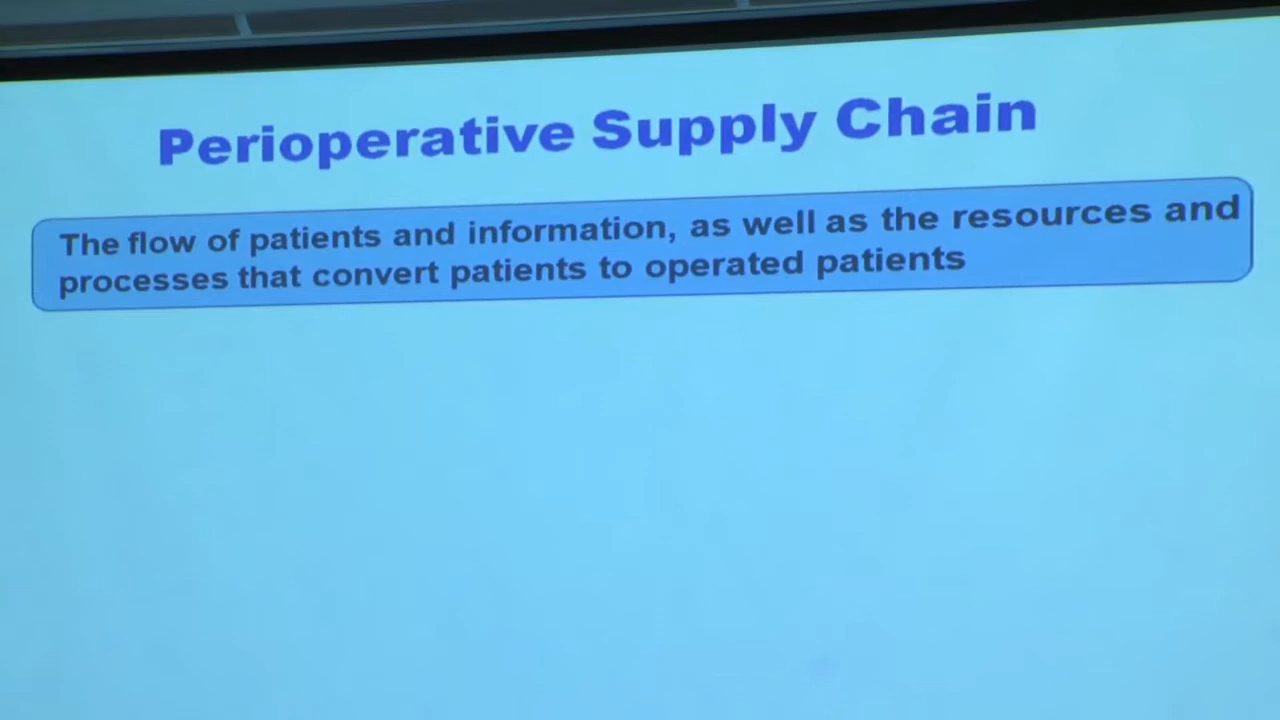 Perioperative Supply Chain
The flow of patients and information, as well as the resources and
processes that convert patients to operated patients